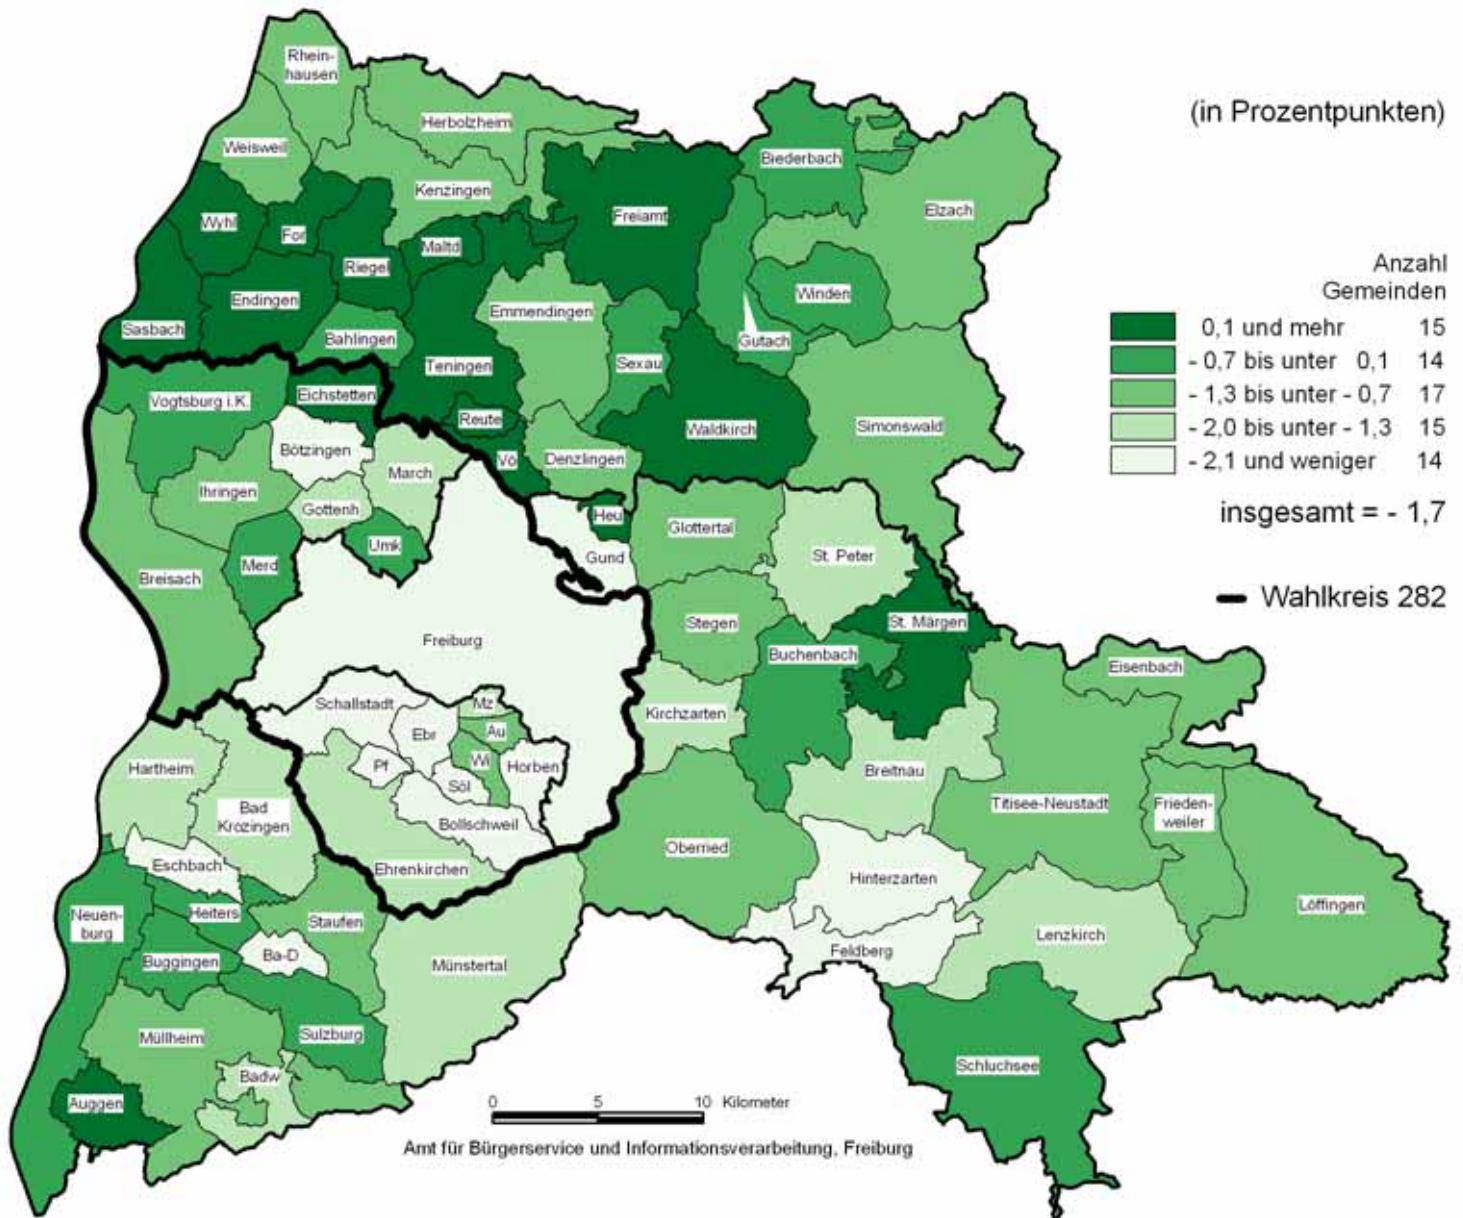 (in Prozentpunkten)
Anzahl
Gemeinden
0,1 und mehr 15
- 0,7 bis unter 0,1 14
- 1,3 bis unter - 0,7 17
- 2,0 bis unter - 1,3 15
- 2,1 und weniger 14
insgesamt = - 1,7
Wahlkreis 282
Rhein-
hausen
Herbolzheim
Weisweil
Biederbach
Kenzingen
Elzach
Freiamt
Wyhl
For
Maltd
Riegel
Winden
Endingen
Emmendingen
Sasbach
Bahlingen
Gutach
Teningen
Sexau
Eichstetten
Vogtsburg i.K.
Reute
Waldkirch
Simonswald
Bötzingen
Vö
Denzlingen
March
Ihringen
Gottenh
Heu
Glottertal
Umk
Gund
St. Peter
Merd
Breisach
Freiburg
Stegen
St. Märgen
Buchenbach
Eisenbach
Schallstadt
Mz
Kirchzarten
Ebr
Au
Pf
Wi
Horben
Hartheim
Söl
Breitnau
Bad
Krozingen
Titisee-Neustadt
Frieden-
weiler
Bollschweil
Oberried
Eschbach
Ehrenkirchen
Hinterzarten
Löffingen
Neuen-
burg
Heiters
Staufen
Lenzkirch
Ba-D
Feldberg
Buggingen
Münstertal
Müllheim
Sulzburg
Schluchsee
Badw
Auggen
0 5 10 Kilometer
Amt für Bürgerservice und Informationsverarbeitung, Freiburg